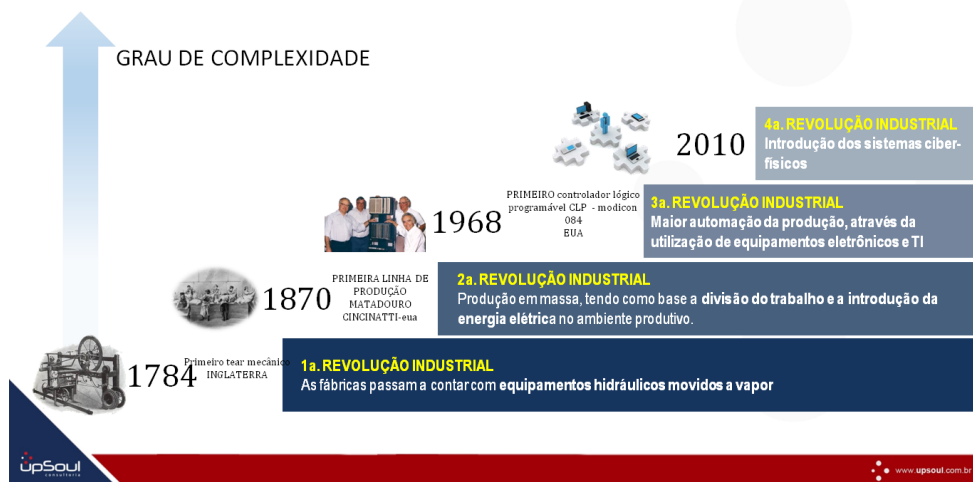 GRAU DE COMPLEXIDADE
2010
4a. REVOLUÇÃO INDUSTRIAL
Introdução dos sistemas ciber-
físicos
1968
PRIMEIRO controlador lógico
programável CLP - modicon
084
EUA
3a. REVOLUÇÃO INDUSTRIAL
Maior automação da produção, através da
utilização de equipamentos eletrônicos e TI
1870
PRIMEIRA LINHA DE
PRODUÇÃO
MATADOURO
CINCINATTI-eua
2a. REVOLUÇÃO INDUSTRIAL
Produção em massa, tendo como base a divisão do trabalho e a introdução da
energia elétrica no ambiente produtivo.
1784
Primeiro tear mecânico
INGLATERRA
1a. REVOLUÇÃO INDUSTRIAL
As fábricas passam a contar com equipamentos hidráulicos movidos a vapor
upSoul
consultoria
www.upsoul.com.br